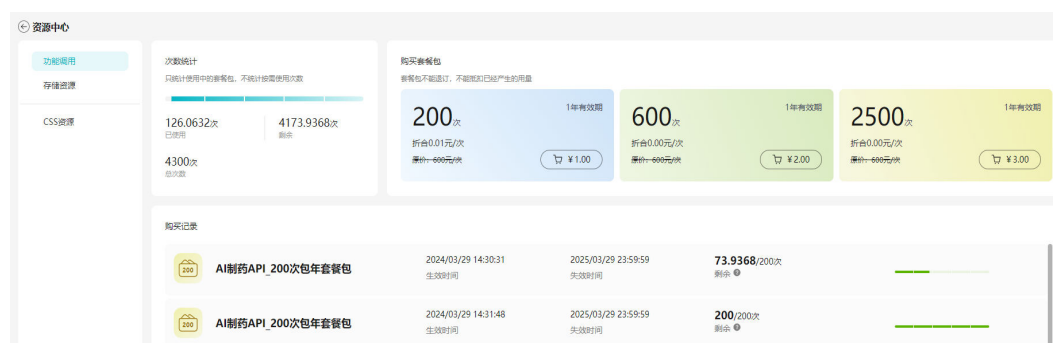 资源中心
功能调用
存储资源
CSS资源
次数统计
只统计使用中的套餐包，不统计按需使用次数
126.0632次
已使用
4173.9368次
剩余
4300次
总次数
购买套餐包
套餐包不能退订，不能抵扣已经产生的用量
200次
1年有效期
折合0.01元/次
原价：600元/次
¥1.00
600次
1年有效期
折合0.00元/次
原价：600元/次
¥2.00
2500次
1年有效期
折合0.00元/次
原价：600元/次
¥3.00
购买记录
200
AI制药API_200次包年套餐包
2024/03/29 14:30:31
生效时间
2025/03/29 23:59:59
失效时间
73.9368/200次
剩余
200
AI制药API_200次包年套餐包
2024/03/29 14:31:48
生效时间
2025/03/29 23:59:59
失效时间
200/200次
剩余